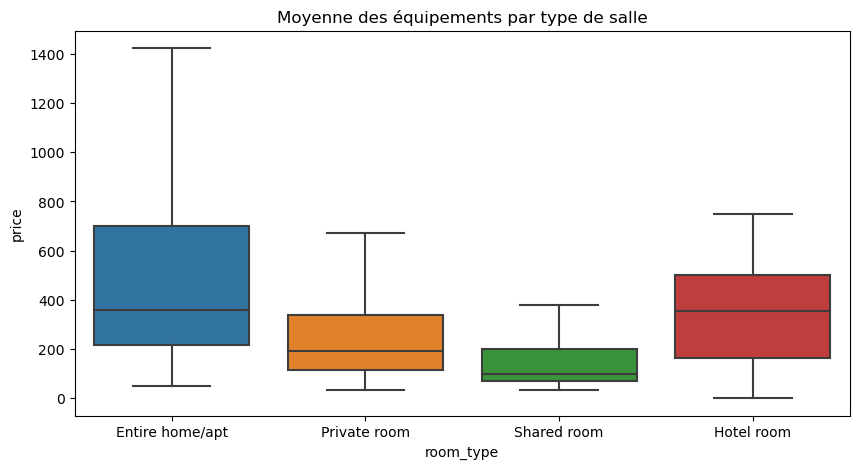 Moyenne des équipements par type de salle
1400
1200
1000
800
600
400
200
0
price
Entire home/apt
Private room
Shared room
Hotel room
room_type